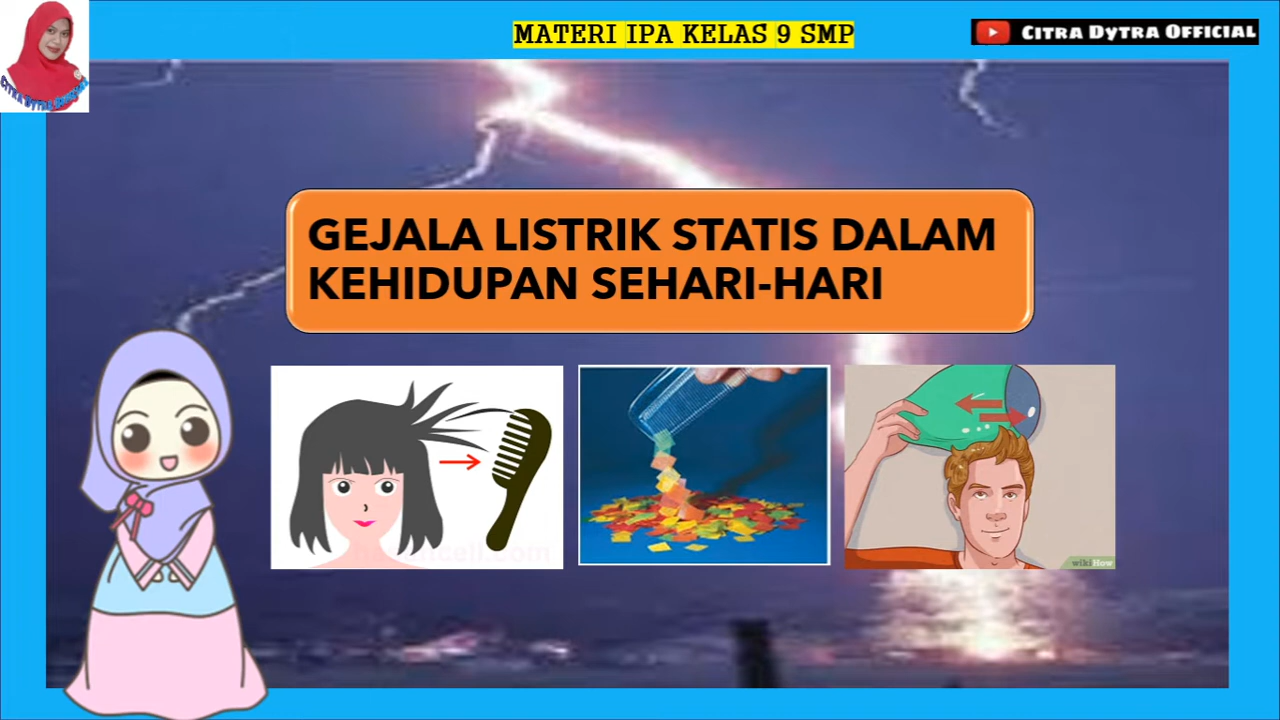 MATERI IPA KELAS 9 SMP
CITRA DYTRA OFFICIAL
GEJALA LISTRIK STATIS DALAM
KEHIDUPAN SEHARI-HARI
wikiHow